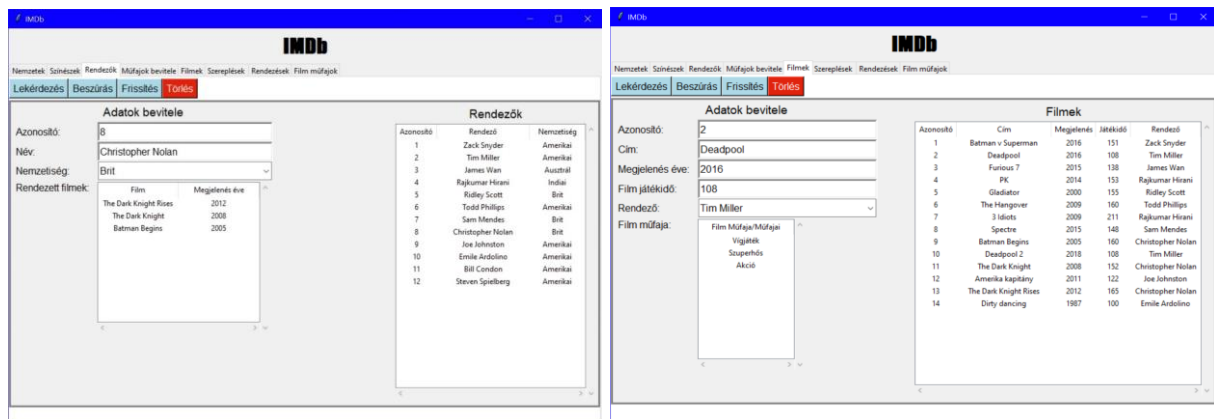 IMDb
IMDb
Nemzetek Színészek Rendezők Műfajok bevitele Filmek Szereplések Rendezések Film műfajok
Lekérdezés Beszúrás Frissítés Törlés
Adatok bevitele
Azonosító: 8
Név: Christopher Nolan
Nemzetiség: Brit
Rendezett filmek:
Film Megjelenés éve
The Dark Knight Rises 2012
The Dark Knight 2008
Batman Begins 2005
Rendezők
Azonosító Rendező Nemzetiség
1 Zack Snyder Amerikai
2 Tim Miller Amerikai
3 James Wan Ausztrál
4 Rajkumar Hirani Indiai
5 Ridley Scott Brit
6 Todd Phillips Amerikai
7 Sam Mendes Brit
8 Christopher Nolan Brit
9 Joe Johnston Amerikai
10 Emile Ardolino Amerikai
11 Bill Condon Amerikai
12 Steven Spielberg Amerikai
IMDb
IMDb
Nemzetek Színészek Rendezők Műfajok bevitele Filmek Szereplések Rendezések Film műfajok
Lekérdezés Beszúrás Frissítés Törlés
Adatok bevitele
Azonosító: 2
Cím: Deadpool
Megjelenés éve: 2016
Film játékidő: 108
Rendező: Tim Miller
Film műfaja:
Film Műfaja/Műfajai
Vígjáték
Szuperhős
Akció
Filmek
Azonosító Cím Megjelenés Játékidő Rendező
1 Batman v Superman 2016 151 Zack Snyder
2 Deadpool 2016 108 Tim Miller
3 Furious 7 2015 138 James Wan
4 PK 2014 153 Rajkumar Hirani
5 Gladiator 2000 155 Ridley Scott
6 The Hangover 2009 160 Todd Phillips
7 3 Idiots 2009 211 Rajkumar Hirani
8 Spectre 2015 148 Sam Mendes
9 Batman Begins 2005 160 Christopher Nolan
10 Deadpool 2 2018 108 Tim Miller
11 The Dark Knight 2008 152 Christopher Nolan
12 Amerika kapitány 2011 122 Joe Johnston
13 The Dark Knight Rises 2012 165 Christopher Nolan
14 Dirty dancing 1987 100 Emile Ardolino